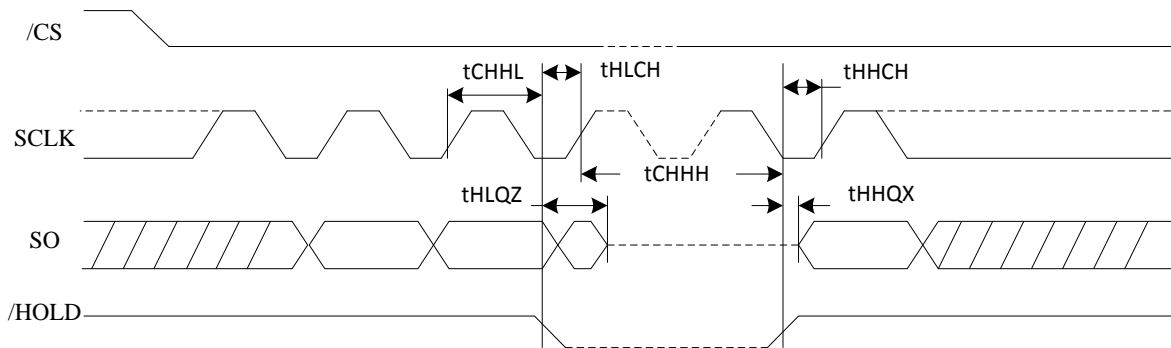 /CS
tCHHL
tHLCH
tHHCH
SCLK
tCHHH
tHLQZ
tHHQX
SO
/HOLD